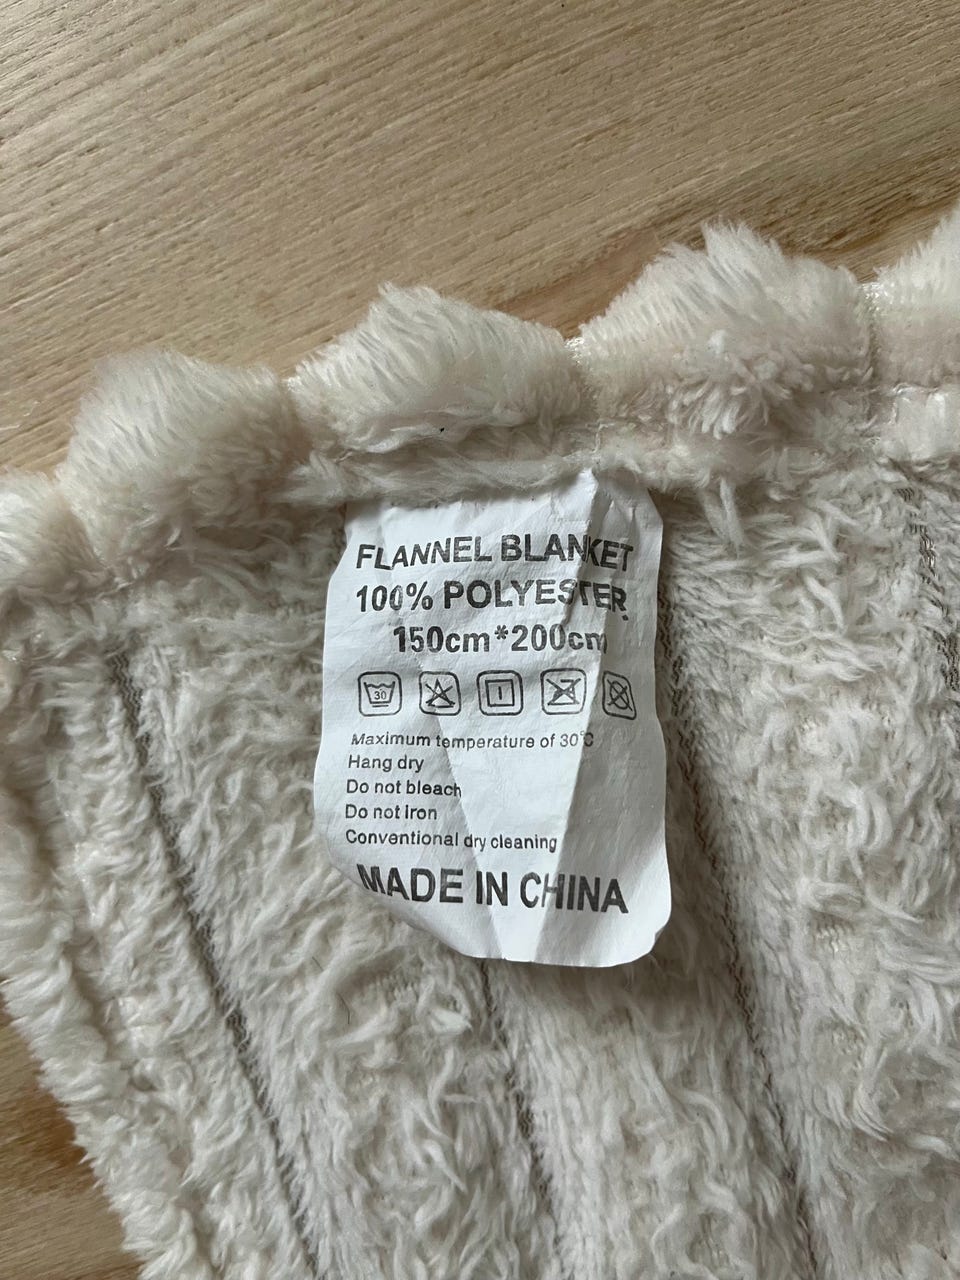 FLANNEL BLANKET
100% POLYESTER
150cm*200cm
30
Maximum temperature of 30°C
Hang dry
Do not bleach
Do not Iron
Conventional dry cleaning
MADE IN CHINA